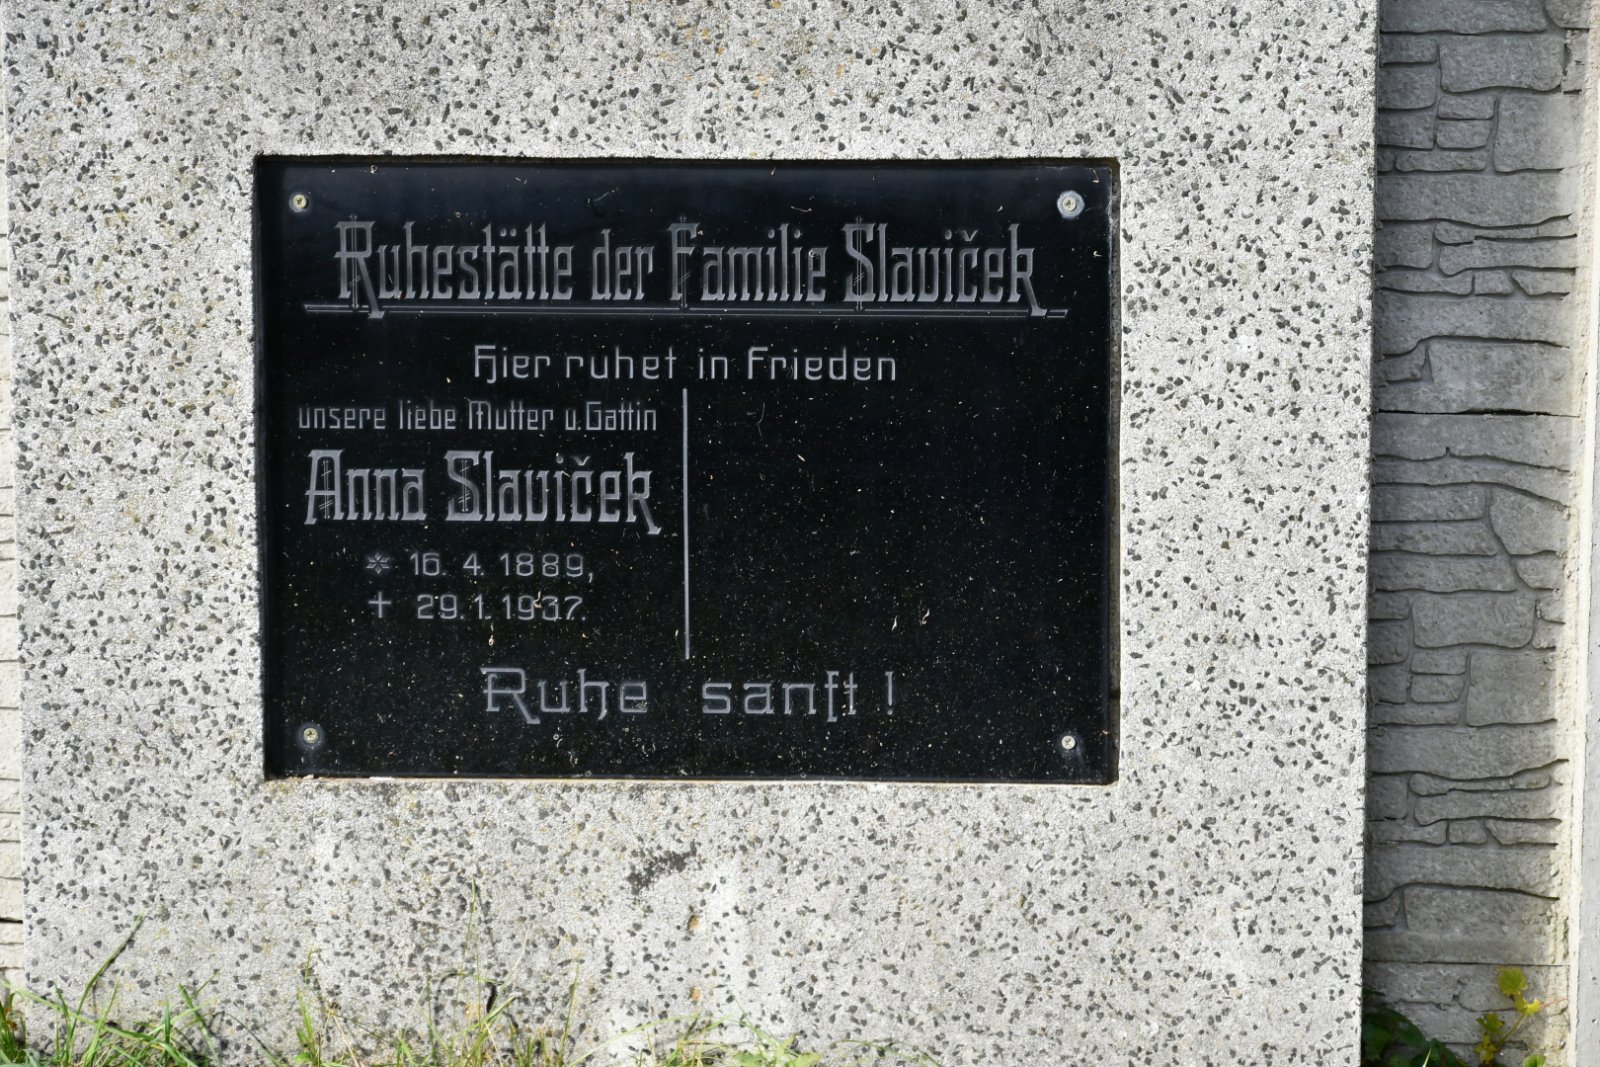 Ruhestätte der Familie Slaviček
Hier ruhet in Frieden
unsere liebe Mutter u. Gattin
Anna Slaviček
* 16. 4. 1889,
† 29. 1. 1937.
Ruhe sanft!